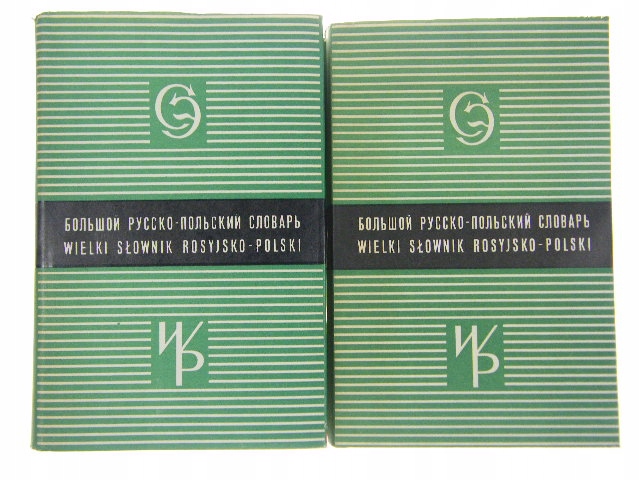 БОЛЬШОЙ РУССКО-ПОЛЬСКИЙ СЛОВАРЬ
WIELKI SŁOWNIK ROSYJSKO-POLSKI
БОЛЬШОЙ РУССКО-ПОЛЬСКИЙ СЛОВАРЬ
WIELKI SŁOWNIK ROSYJSKO-POLSKI